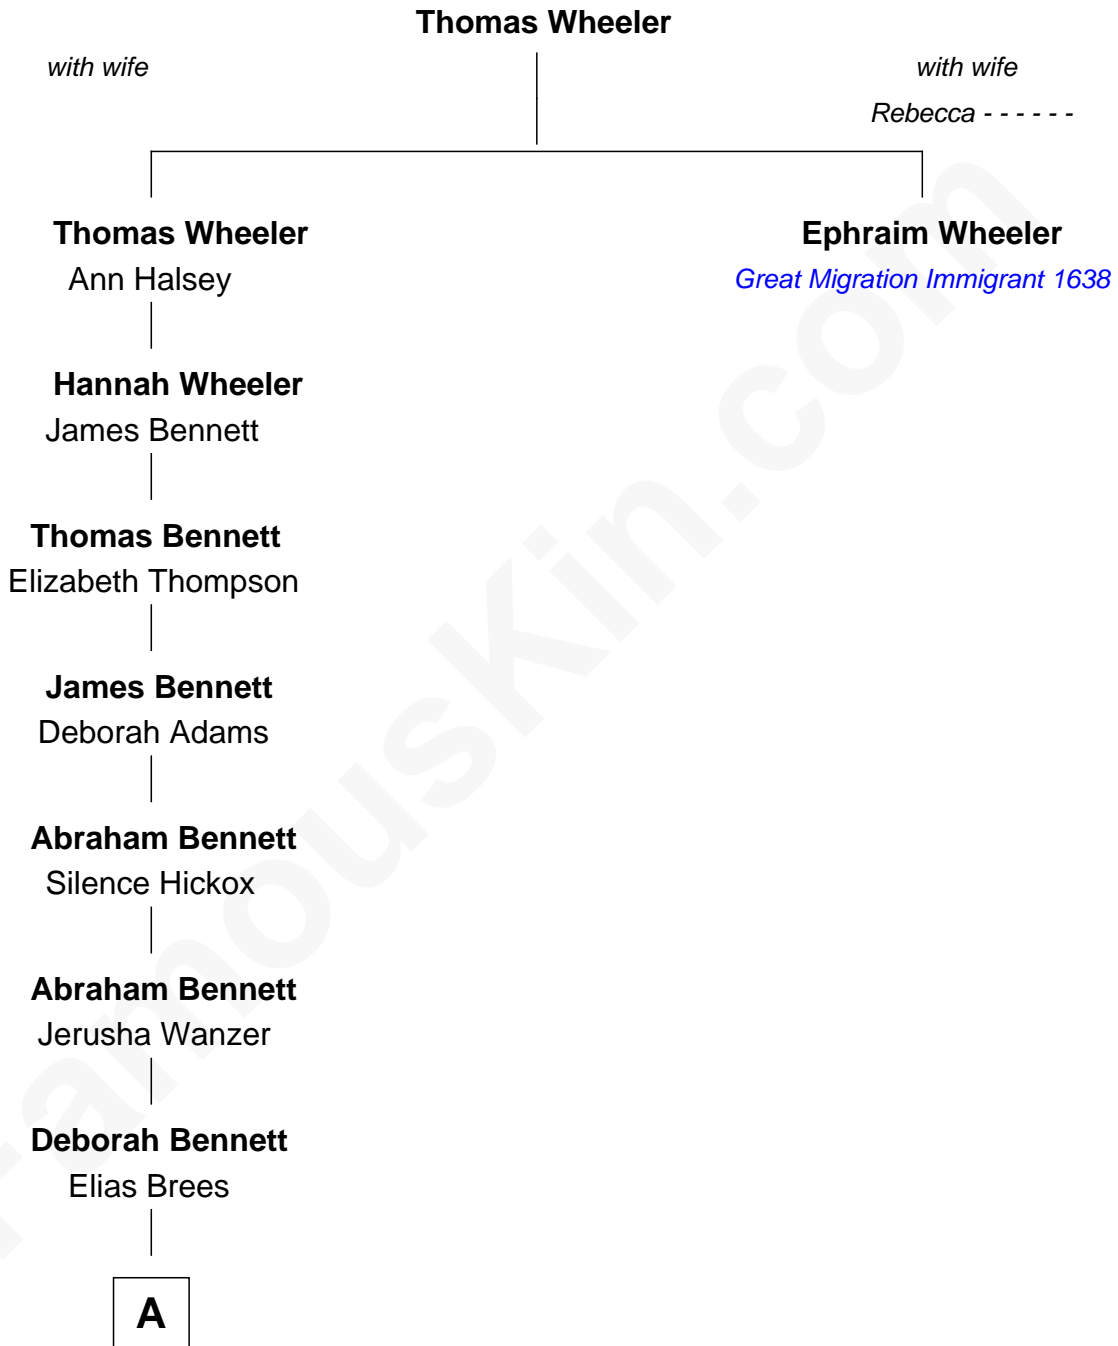 Thomas Wheeler
with wife
with wife
Rebecca - - - - - -
Thomas Wheeler
Ann Halsey
Ephraim Wheeler
Great Migration Immigrant 1638
Hannah Wheeler
James Bennett
Thomas Bennett
Elizabeth Thompson
James Bennett
Deborah Adams
Abraham Bennett
Silence Hickox
Abraham Bennett
Jerusha Wanzer
Deborah Bennett
Elias Brees
A
FamousKin.com